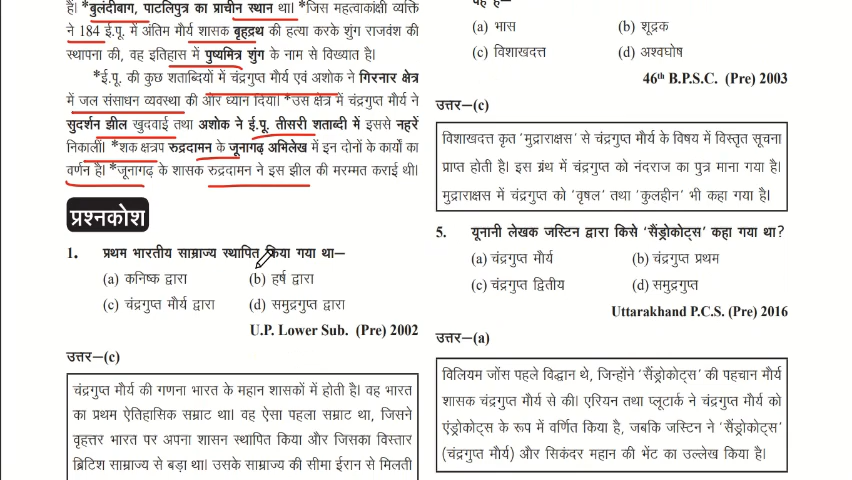 है। *बुलंदीबाग, पाटलिपुत्र का प्राचीन स्थान था। *जिस महत्वाकांक्षी व्यक्ति
ने 184 ई.पू. में अंतिम मौर्य शासक बृहद्रथ की हत्या करके शुंग राजवंश की
स्थापना की, वह इतिहास में पुष्यमित्र शुंग के नाम से विख्यात है।
*ई.पू. की कुछ शताब्दियों में चंद्रगुप्त मौर्य एवं अशोक ने गिरनार क्षेत्र
में जल संसाधन व्यवस्था की ओर ध्यान दिया। *उस क्षेत्र में चंद्रगुप्त मौर्य ने
सुदर्शन झील खुदवाई तथा अशोक ने ई.पू. तीसरी शताब्दी में इससे नहरें
निकालीं। *शक क्षत्रप रुद्रदामन के जूनागढ़ अभिलेख में इन दोनों के कार्यों का
वर्णन है। *जूनागढ़ के शासक रुद्रदामन ने इस झील की मरम्मत कराई थी।
प्रश्नकोश
1. प्रथम भारतीय साम्राज्य स्थापित किया गया था–
(a) कनिष्क द्वारा (b) हर्ष द्वारा
(c) चंद्रगुप्त मौर्य द्वारा (d) समुद्रगुप्त द्वारा
U.P. Lower Sub. (Pre) 2002
उत्तर–(c)
चंद्रगुप्त मौर्य की गणना भारत के महान शासकों में होती है। वह भारत
का प्रथम ऐतिहासिक सम्राट था। वह ऐसा पहला सम्राट था, जिसने
वृहत्तर भारत पर अपना शासन स्थापित किया और जिसका विस्तार
ब्रिटिश साम्राज्य से बड़ा था। उसके साम्राज्य की सीमा ईरान से मिलती
(a) भास (b) शूद्रक
(c) विशाखदत्त (d) अश्वघोष
46th B.P.S.C. (Pre) 2003
उत्तर–(c)
विशाखदत्त कृत 'मुद्राराक्षस' से चंद्रगुप्त मौर्य के विषय में विस्तृत सूचना
प्राप्त होती है। इस ग्रंथ में चंद्रगुप्त को नंदराज का पुत्र माना गया है।
मुद्राराक्षस में चंद्रगुप्त को 'वृषल' तथा 'कुलहीन' भी कहा गया है।
5. यूनानी लेखक जस्टिन द्वारा किसे 'सैंड्रोकोट्स' कहा गया था?
(a) चंद्रगुप्त मौर्य (b) चंद्रगुप्त प्रथम
(c) चंद्रगुप्त द्वितीय (d) समुद्रगुप्त
Uttarakhand P.C.S. (Pre) 2016
उत्तर–(a)
विलियम जोंस पहले विद्वान थे, जिन्होंने 'सैंड्रोकोट्स' की पहचान मौर्य
शासक चंद्रगुप्त मौर्य से की। एरियन तथा प्लूटार्क ने चंद्रगुप्त मौर्य को
एंड्रोकोट्स के रूप में वर्णित किया है, जबकि जस्टिन ने 'सैंड्रोकोट्स'
(चंद्रगुप्त मौर्य) और सिकंदर महान की भेंट का उल्लेख किया है।